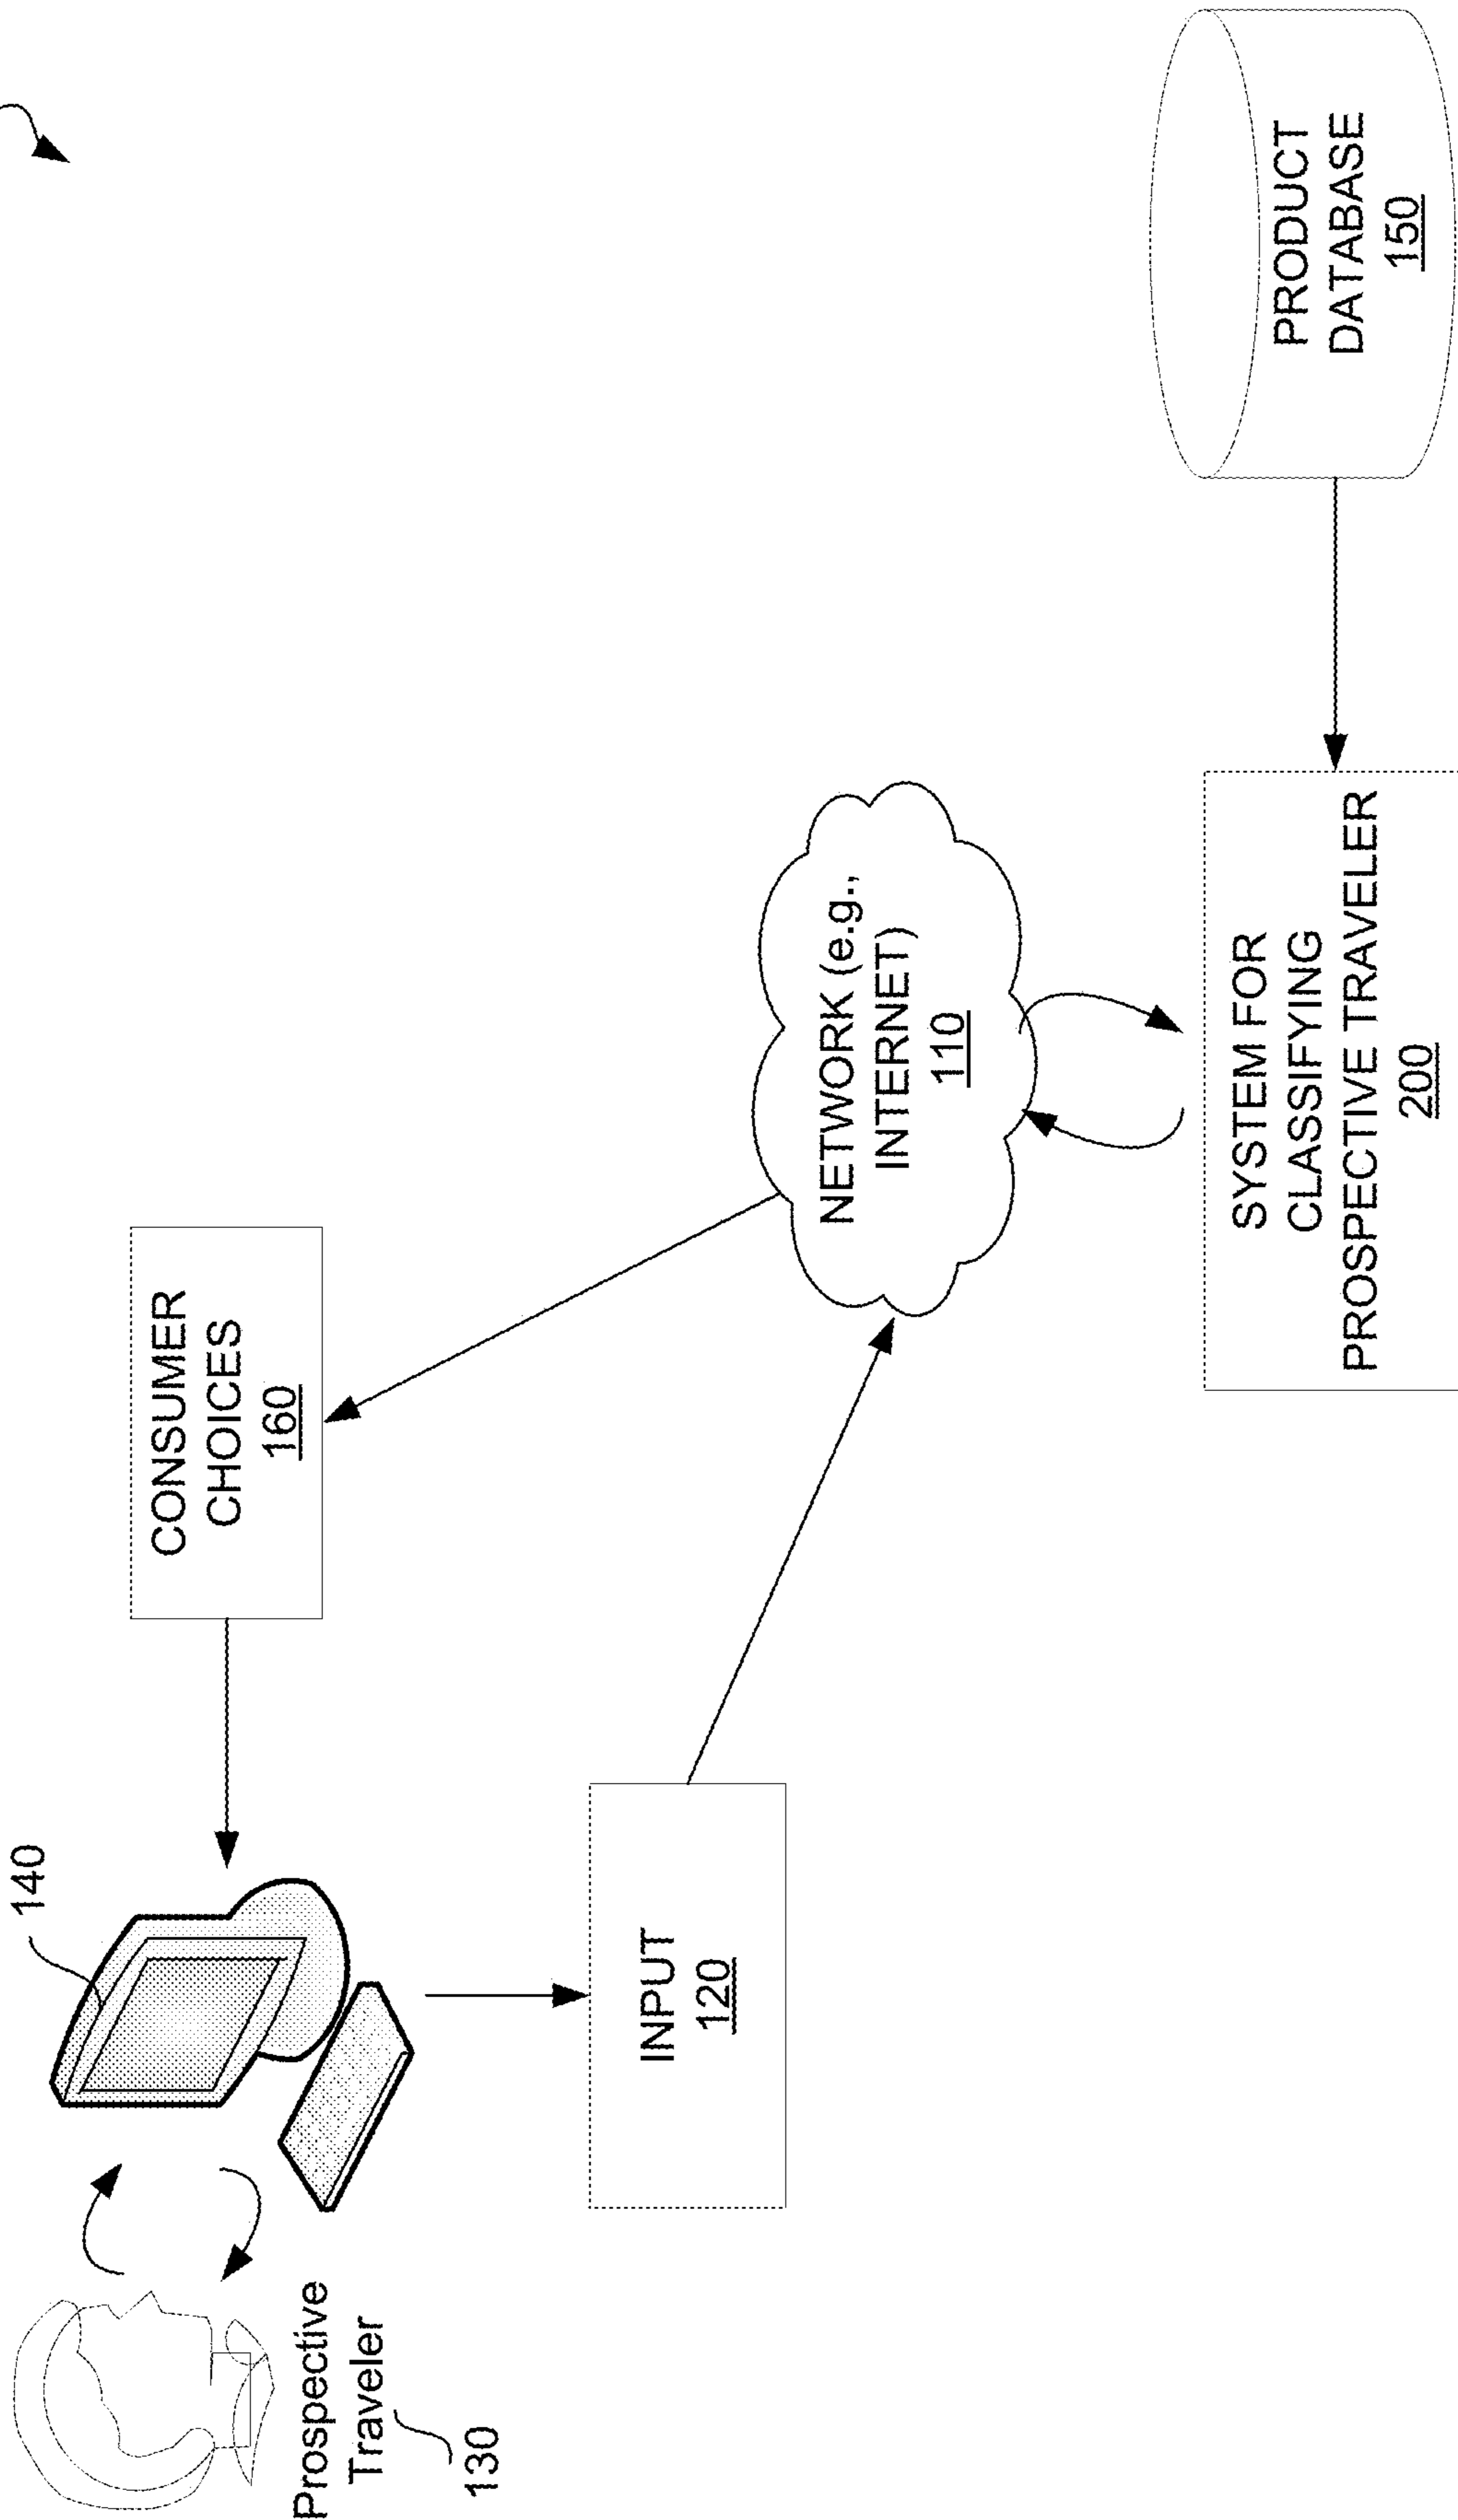 140
Prospective
Traveler
130
CONSUMER
CHOICES
160
INPUT
120
NETWORK (e.g.,
INTERNET)
110
SYSTEM FOR
CLASSIFYING
PROSPECTIVE TRAVELER
200
PRODUCT
DATABASE
150